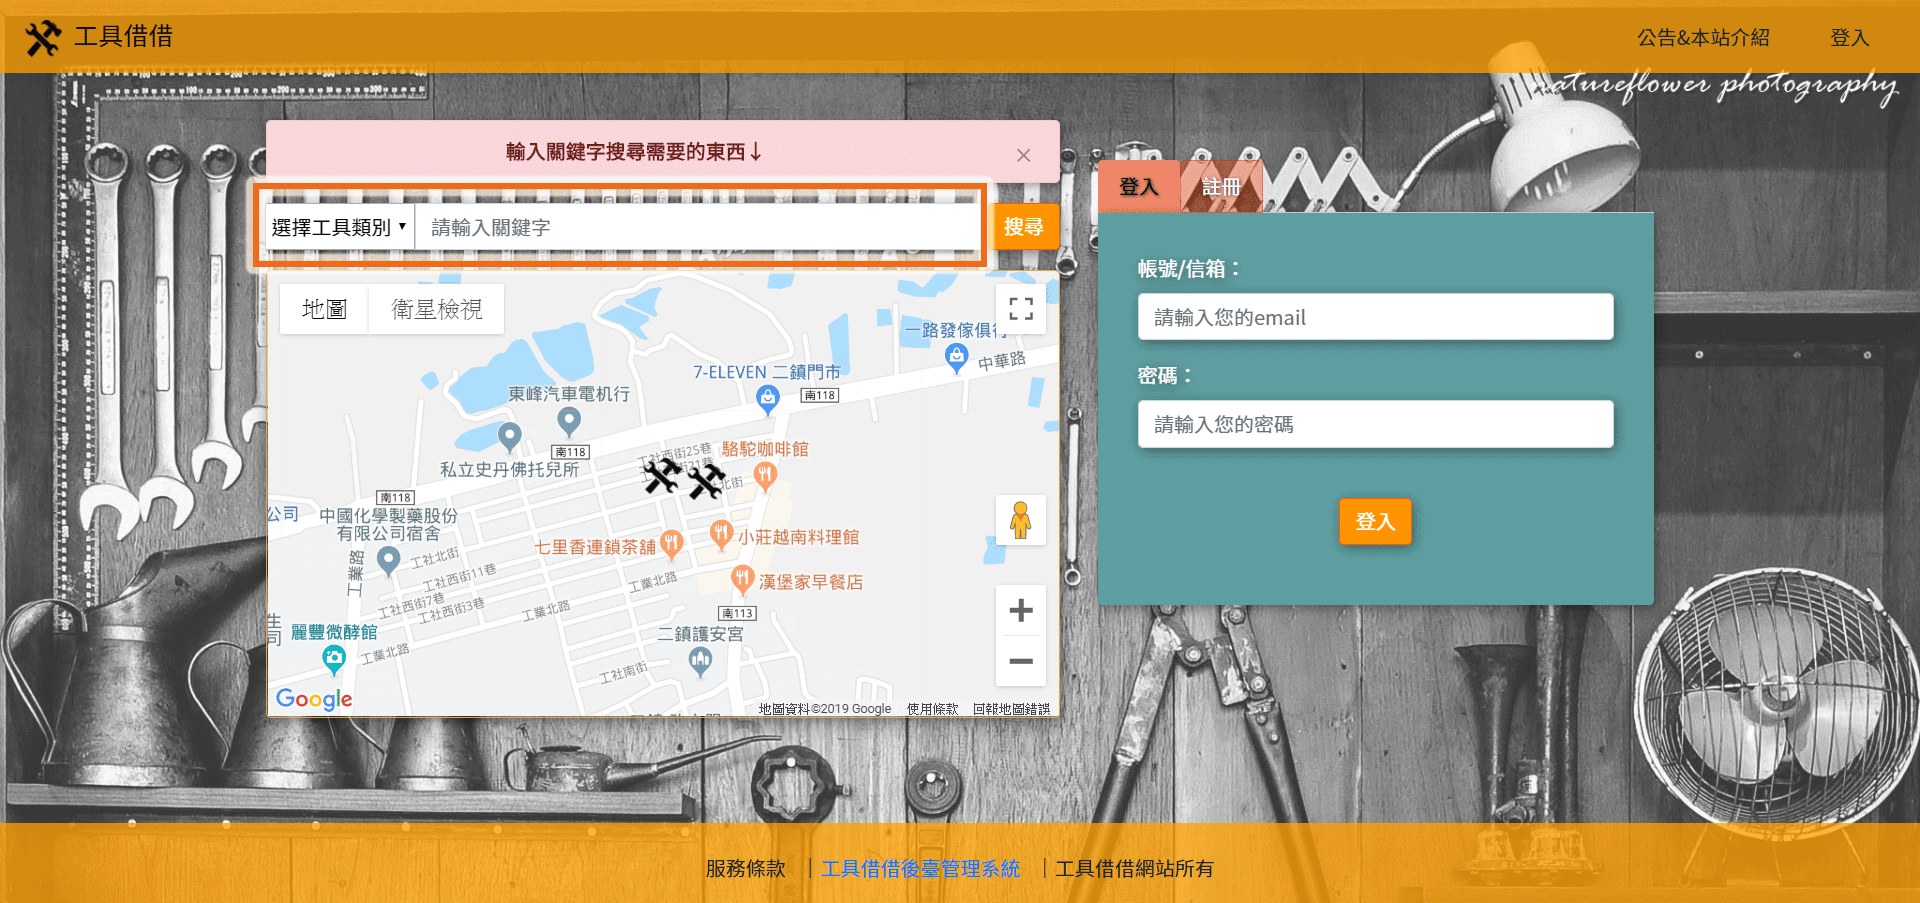 工具借借
公告&本站介紹
登入
natureflower photography
輸入關鍵字搜尋需要的東西↓
×
選擇工具類別
請輸入關鍵字
搜尋
登入
註冊
帳號/信箱：
請輸入您的email
密碼：
請輸入您的密碼
登入
地圖
衛星檢視
一路發傢俱行
中華路
7-ELEVEN 二鎮門市
南118
東峰汽車電机行
南118
私立史丹佛托兒所
工社西街25巷
駱駝咖啡館
南118
公司
中國化學製藥股份
有限公司宿舍
七里香連鎖茶舖
小莊越南料理館
工業路
工社北街
工社西街11巷
工業北路
漢堡家早餐店
工社西街7巷
工社西街3巷
工業北路
南113
麗豐微酵館
二鎮護安宮
工業北路
工社南街
Google
地圖資料©2019 Google
使用條款
回報地圖錯誤
服務條款
|工具借借後臺管理系統
|工具借借網站所有